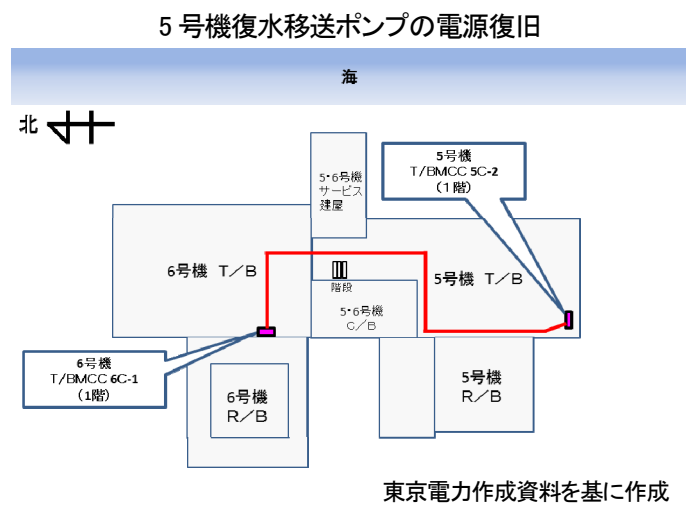 5号機復水移送ポンプの電源復旧
海
北
5・6号機
サービス
建屋
5号機
T/BMCC 5C-2
(1階)
6号機 T/B
階段
5号機 T/B
5・6号機
C/B
6号機
T/BMCC 6C-1
(1階)
6号機
R/B
5号機
R/B
東京電力作成資料を基に作成